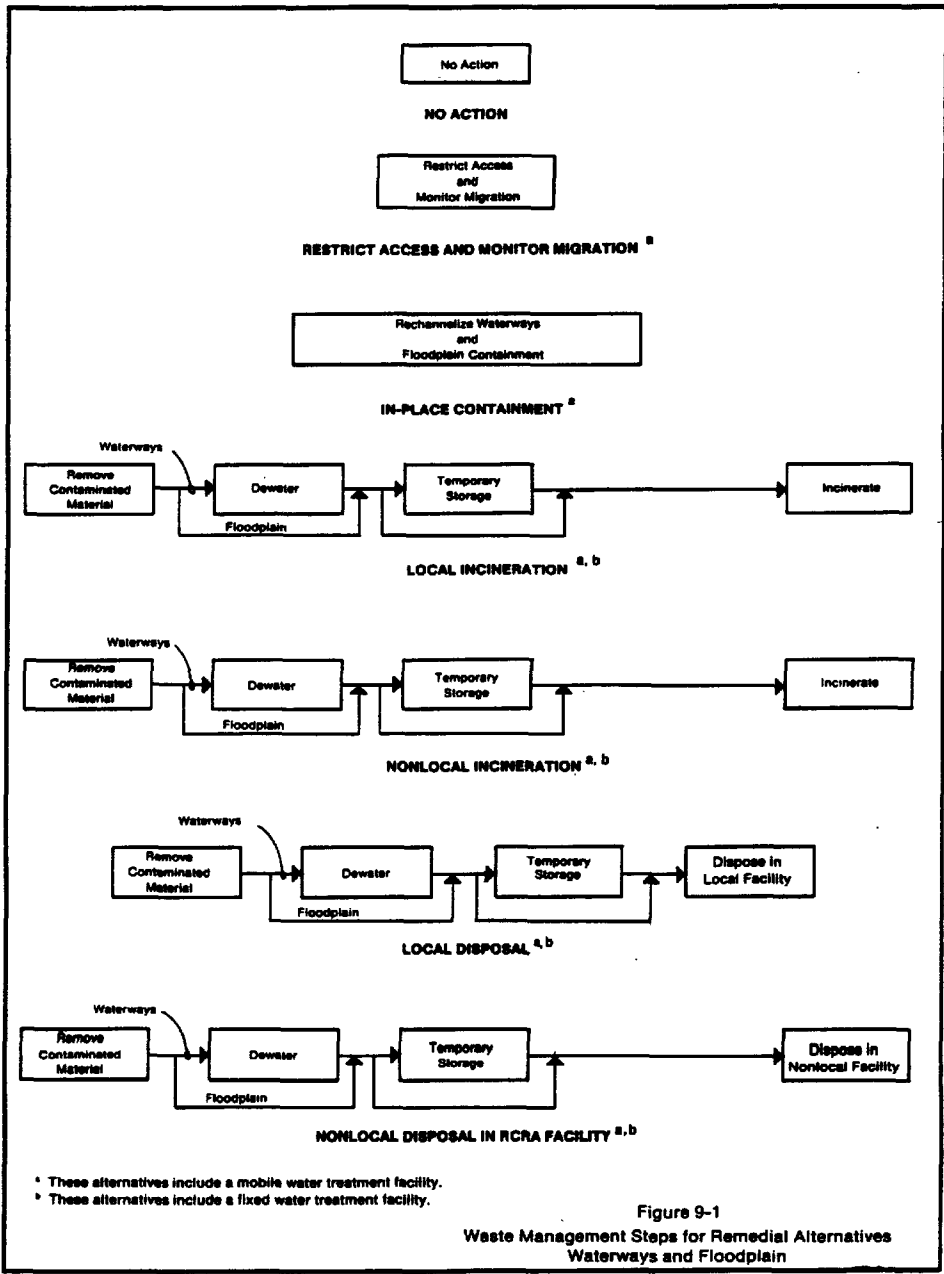 No Action
NO ACTION
Restrict Access
and
Monitor Migration
RESTRICT ACCESS AND MONITOR MIGRATION a
Rechannelize Waterways
and
Floodplain Containment
IN-PLACE CONTAINMENT a
Waterways
Remove
Contaminated
Material
Dewater
Temporary
Storage
Incinerate
Floodplain
LOCAL INCINERATION a, b
Waterways
Remove
Contaminated
Material
Dewater
Temporary
Storage
Incinerate
Floodplain
NONLOCAL INCINERATION a, b
Waterways
Remove
Contaminated
Material
Dewater
Temporary
Storage
Dispose in
Local Facility
Floodplain
LOCAL DISPOSAL a,b
Waterways
Remove
Contaminated
Material
Dewater
Temporary
Storage
Dispose in
Nonlocal Facility
Floodplain
NONLOCAL DISPOSAL IN RCRA FACILITY a,b
a These alternatives include a mobile water treatment facility.
b These alternatives include a fixed water treatment facility.
Figure 9-1
Waste Management Steps for Remedial Alternatives
Waterways and Floodplain